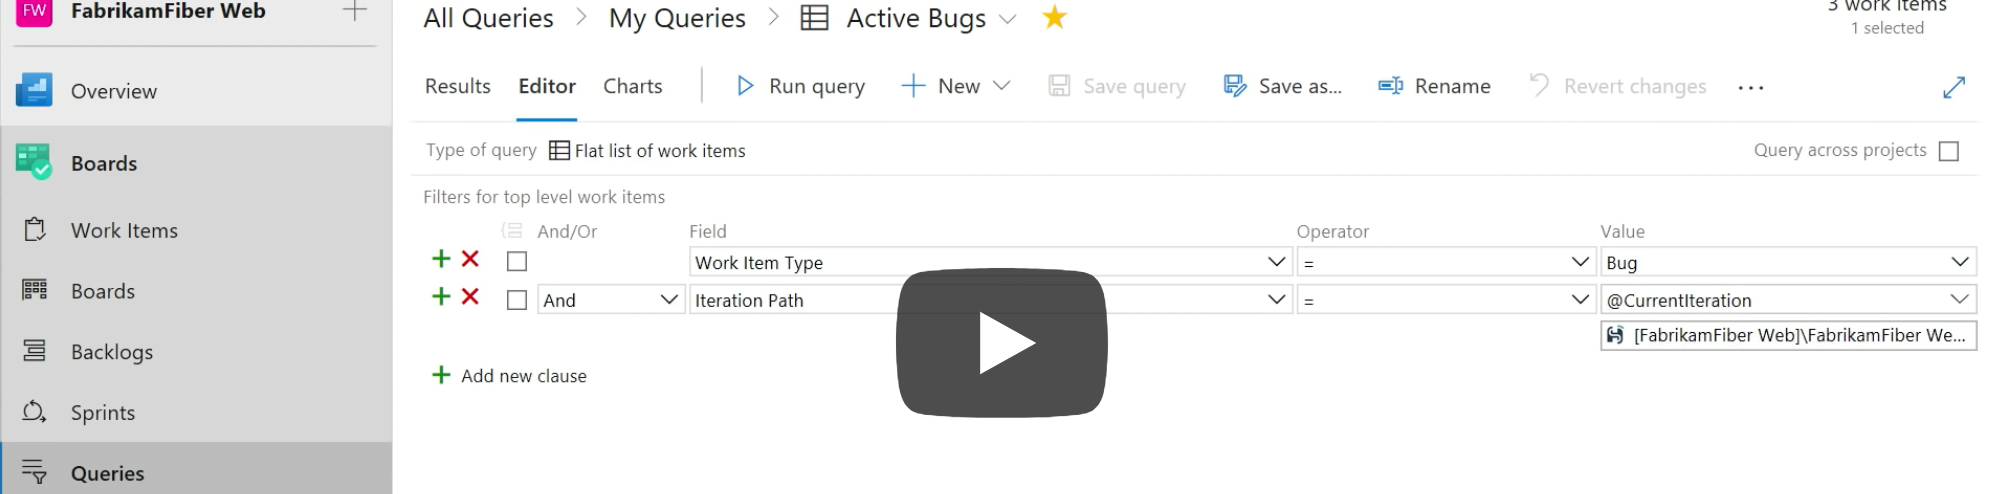 FW FabrikamFiber Web
Overview
Boards
Work Items
Boards
Backlogs
Sprints
Queries
All Queries > My Queries > Active Bugs
3 work items
1 selected
Results Editor Charts Run query New Save query Save as... Rename Revert changes ...
Type of query Flat list of work items Query across projects
Filters for top level work items
And/Or Field Operator Value
Work Item Type = Bug
And Iteration Path = @CurrentIteration
[FabrikamFiber Web]\FabrikamFiber We...
Add new clause